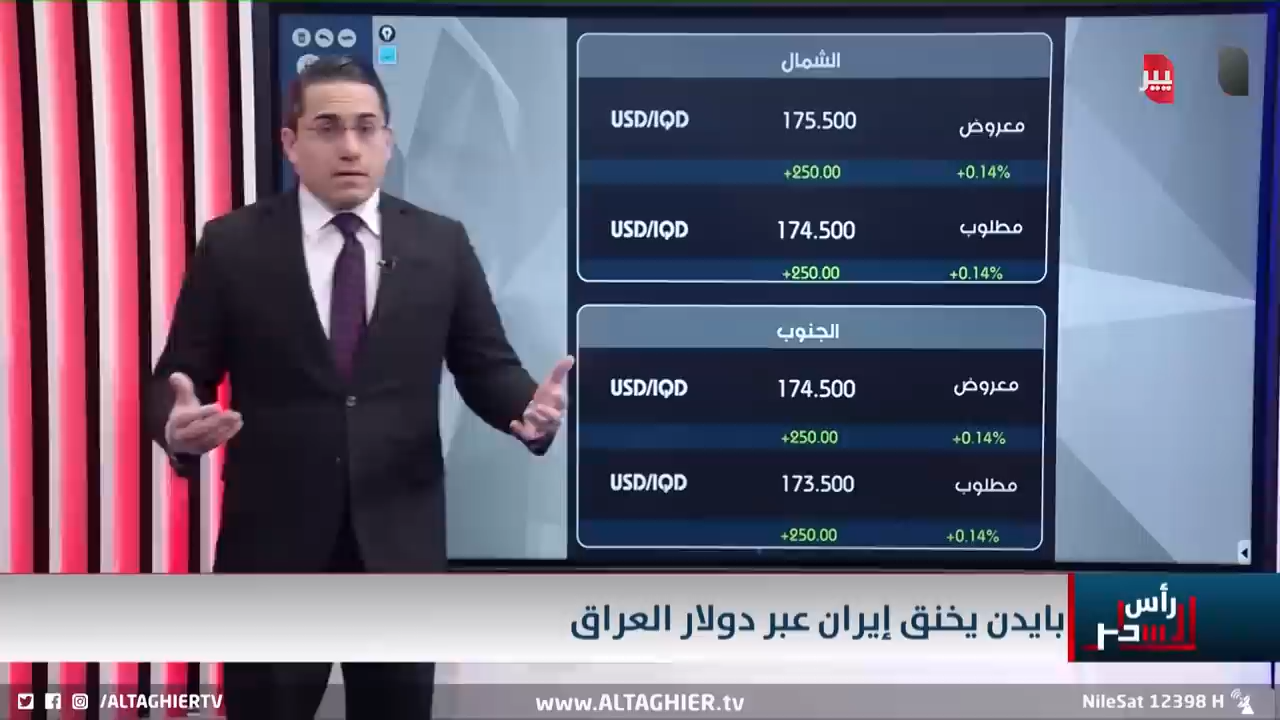 الشمال
USD/IQD 175.500 معروض
+250.00 +0.14%
USD/IQD 174.500 مطلوب
+250.00 +0.14%
الجنوب
USD/IQD 174.500 معروض
+250.00 +0.14%
USD/IQD 173.500 مطلوب
+250.00 +0.14%
رأس
السطر
بايدن يخنق إيران عبر دولار العراق
/ALTAGHIERTV
www.ALTAGHIER.tv
NileSat 12398 H